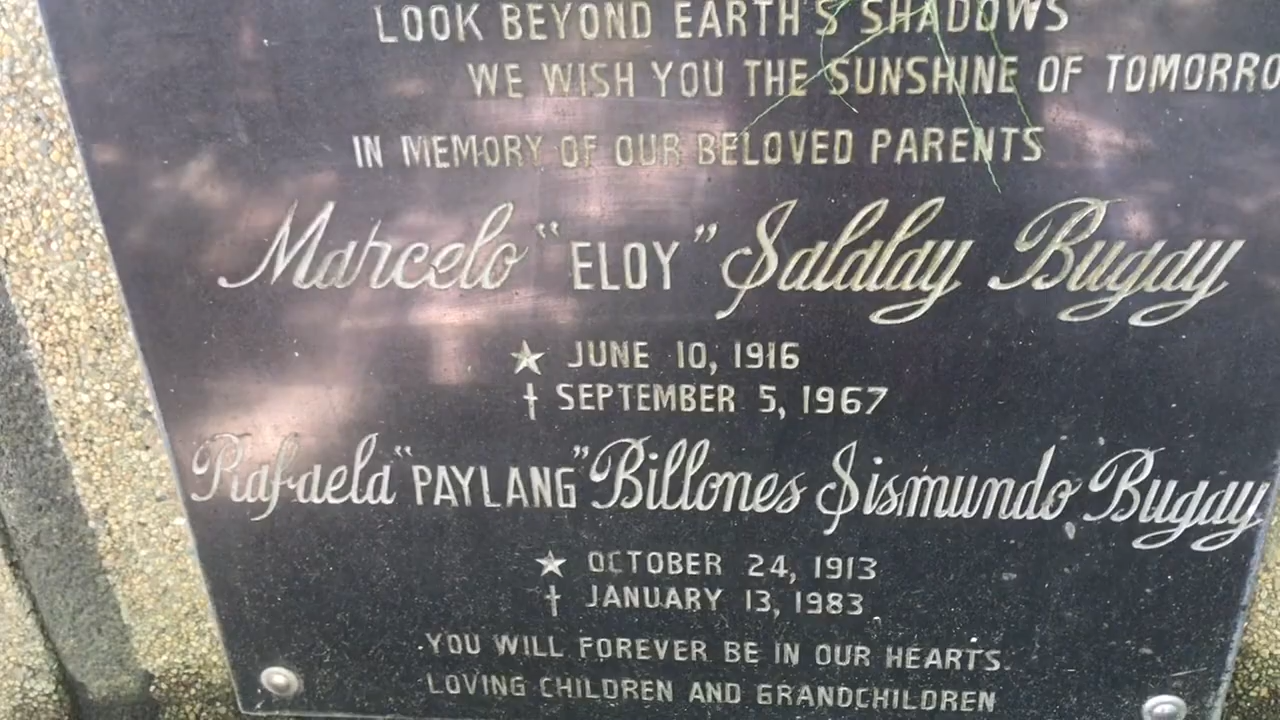 LOOK BEYOND EARTH'S SHADOWS
WE WISH YOU THE SUNSHINE OF TOMORRO
IN MEMORY OF OUR BELOVED PARENTS
Marcelo "ELOY" Salalay Bugay
★ JUNE 10, 1916
† SEPTEMBER 5, 1967
Rafaela "PAYLANG" Billones Sismundo Bugay
★ OCTOBER 24, 1913
† JANUARY 13, 1983
YOU WILL FOREVER BE IN OUR HEARTS.
LOVING CHILDREN AND GRANDCHILDREN